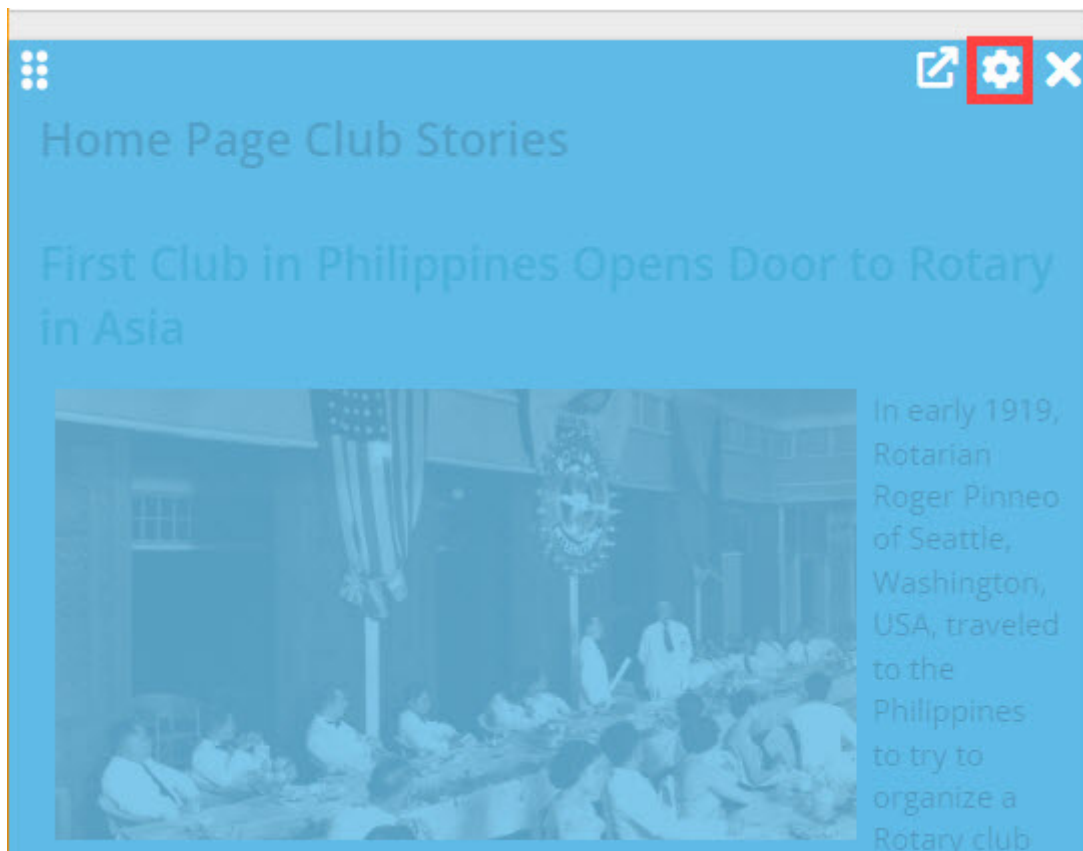 Home Page Club Stories
First Club in Philippines Opens Door to Rotary
in Asia
In early 1919,
Rotarian
Roger Pinneo
of Seattle,
Washington,
USA, traveled
to the
Philippines
to try to
organize a
Rotary club